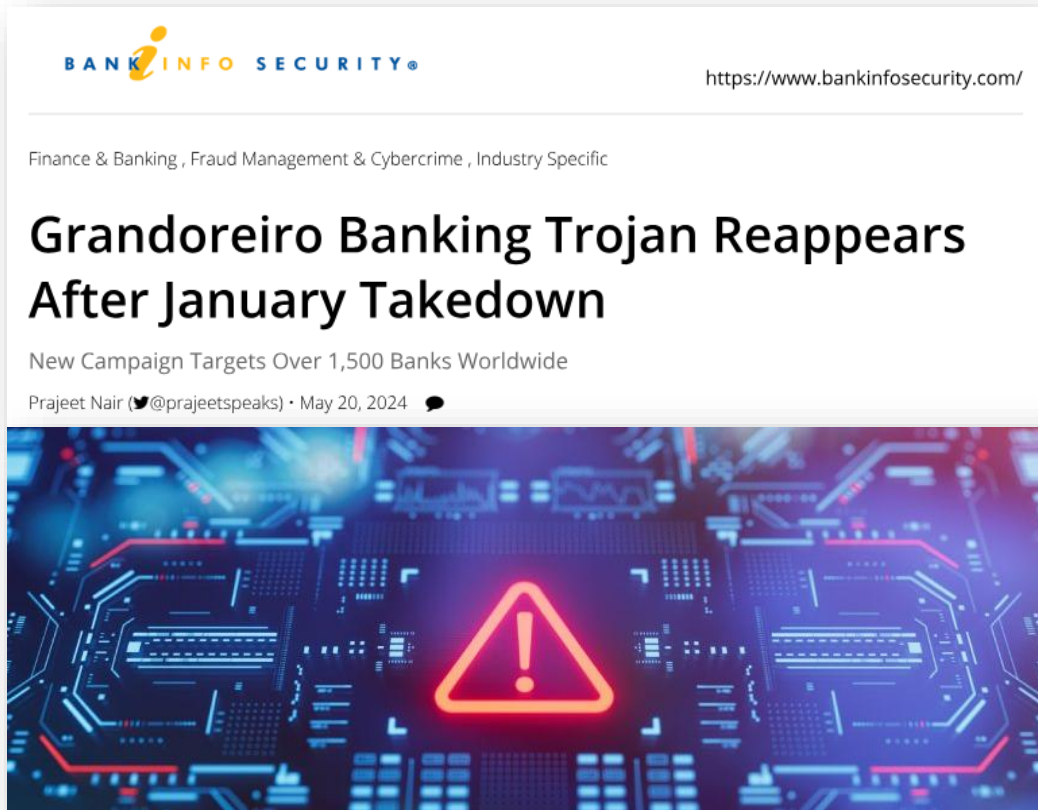 BANK INFO SECURITY®
https://www.bankinfosecurity.com/
Finance & Banking , Fraud Management & Cybercrime , Industry Specific
Grandoreiro Banking Trojan Reappears
After January Takedown
New Campaign Targets Over 1,500 Banks Worldwide
Prajeet Nair (@prajeetspeaks) • May 20, 2024